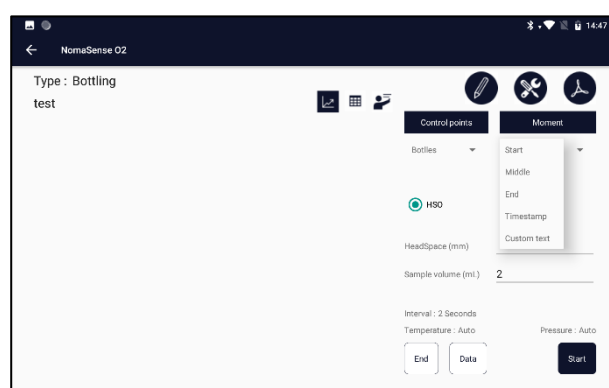 14:47
NomaSense O2
Type : Bottling
test
Control points
Moment
Botlles
Start
Middle
End
Timestamp
Custom text
HSO
HeadSpace (mm)
Sample volume (mL)
2
Interval : 2 Seconds
Temperature : Auto
Pressure : Auto
End
Data
Start